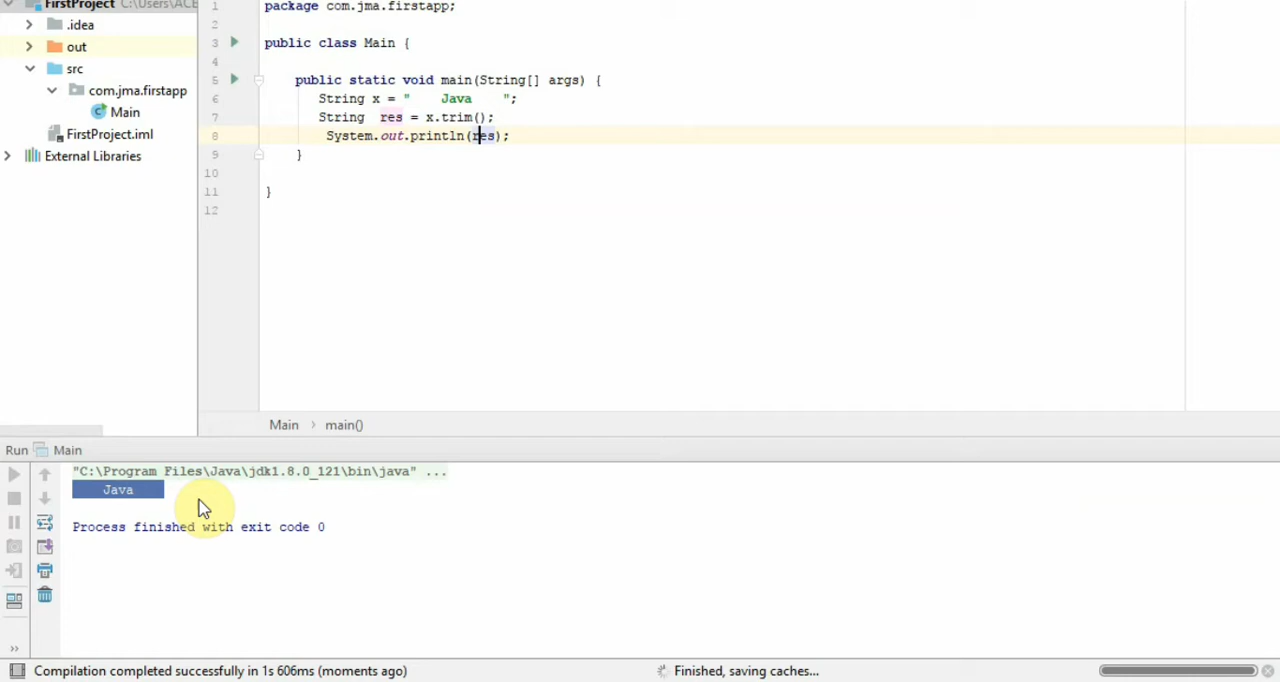 FirstProject C:\Users\ACE
.idea
out
src
com.jma.firstapp
Main
FirstProject.iml
External Libraries
1 package com.jma.firstapp;
2
3 public class Main {
4
5 public static void main(String[] args) {
6 String x = "    Java    ";
7 String  res = x.trim();
8 System.out.println(res);
9 }
10
11 }
12
Main > main()
Run Main
"C:\Program Files\Java\jdk1.8.0_121\bin\java" ...
Java
Process finished with exit code 0
Compilation completed successfully in 1s 606ms (moments ago)
Finished, saving caches...